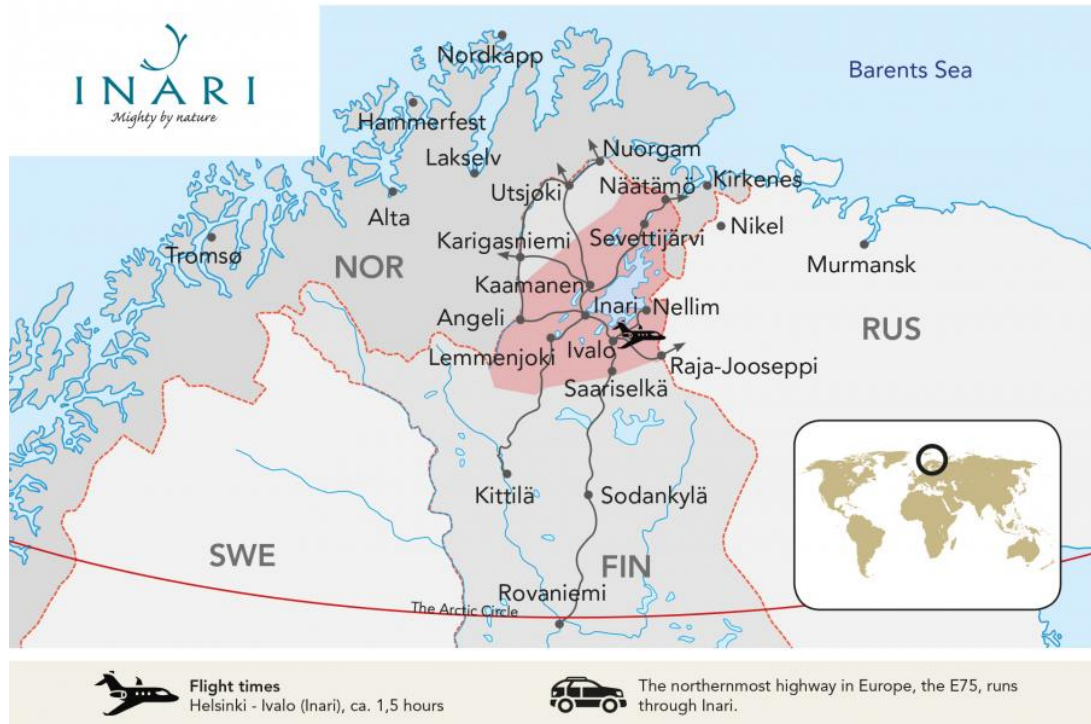 INARI
Mighty by nature
Nordkapp
Barents Sea
Hammerfest
Lakselv
Nuorgam
Utsjoki
Näätämö
Kirkenes
Alta
Karigasniemi
Sevettijärvi
Nikel
Tromsø
NOR
Murmansk
Kaamanen
Inari
Nellim
Angeli
RUS
Lemmenjoki
Ivalo
Raja-Jooseppi
Saariselkä
Kittilä
Sodankylä
SWE
FIN
Rovaniemi
The Arctic Circle
Flight times
Helsinki - Ivalo (Inari), ca. 1,5 hours
The northernmost highway in Europe, the E75, runs
through Inari.